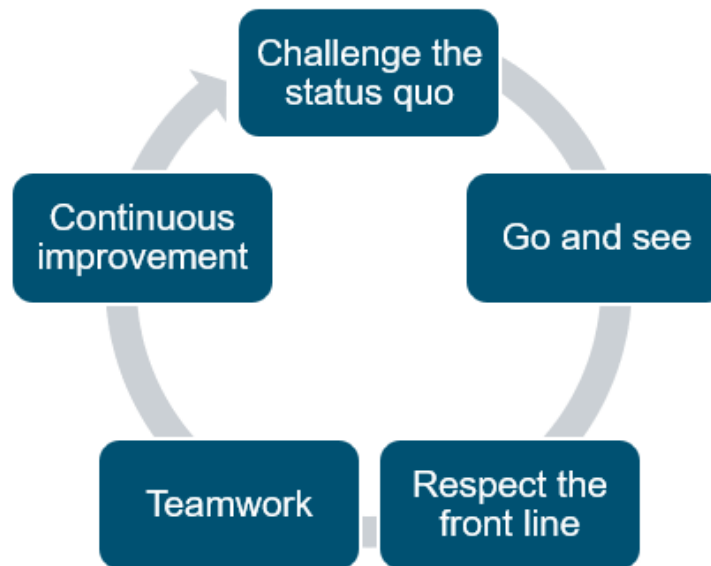 Challenge the
status quo
Go and see
Respect the
front line
Teamwork
Continuous
improvement